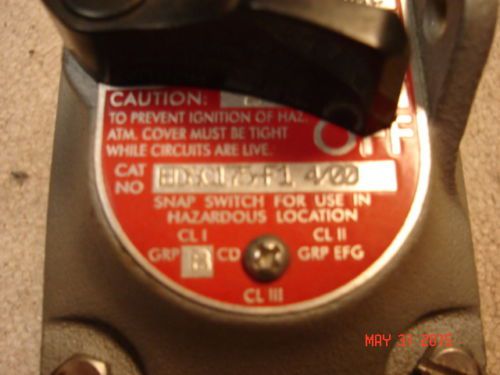 CAUTION:
TO PREVENT IGNITION OF HAZ.
ATM. COVER MUST BE TIGHT
WHILE CIRCUITS ARE LIVE.
OFF
CAT
NO EDSC175-F1 4/00
SNAP SWITCH FOR USE IN
HAZARDOUS LOCATION
CL I CL II
GRP B CD GRP EFG
CL III
MAY 31